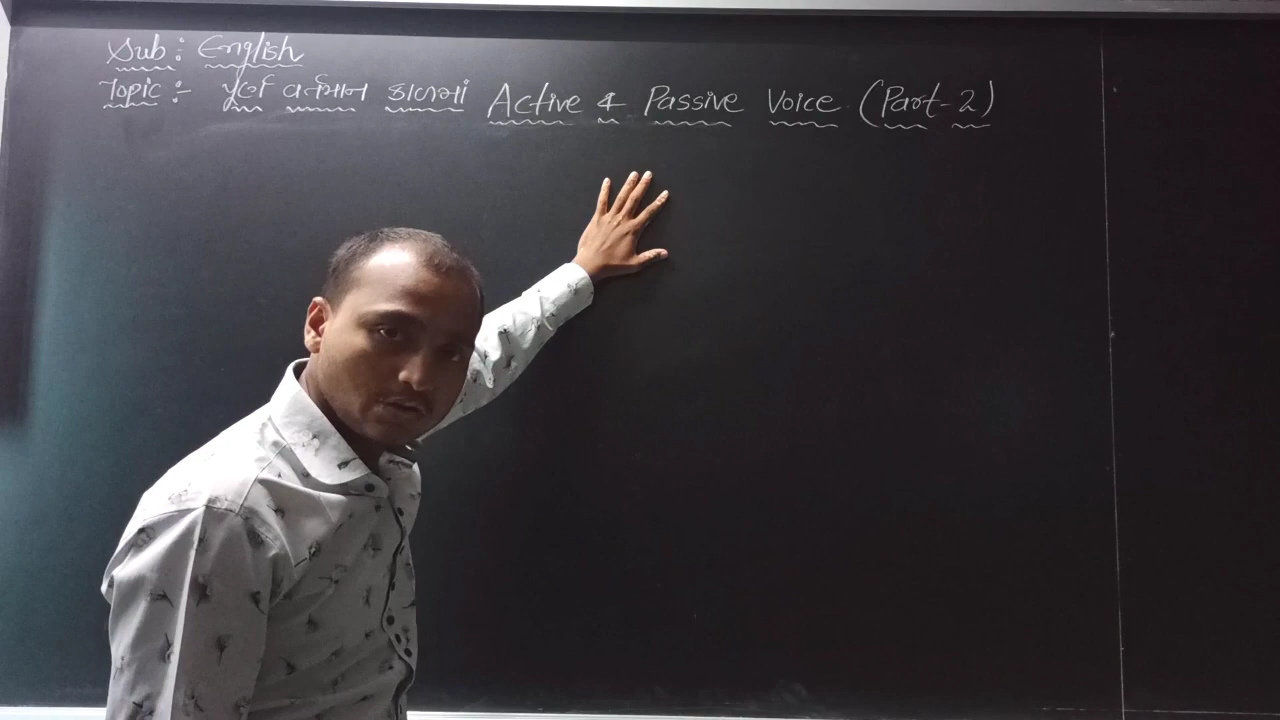 Sub : English
Topic :- પૂર્ણ વર્તમાન કાળમાં Active & Passive Voice (Part-2)